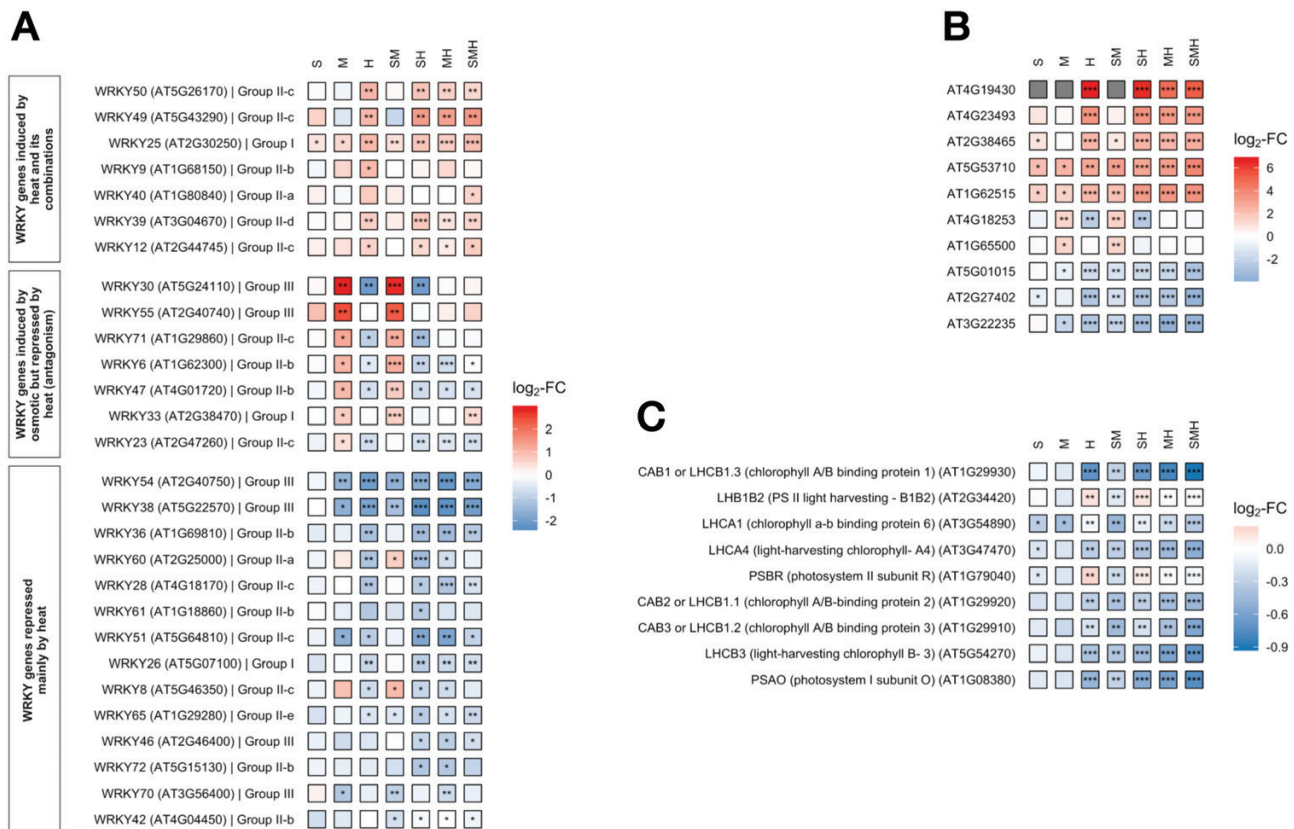 A
S M H SM SH MH SMH
WRKY genes induced by
heat and its
combinations
WRKY50 (AT5G26170) | Group II-c ** ** ** **
WRKY49 (AT5G43290) | Group II-c ** *** ** ***
WRKY25 (AT2G30250) | Group I * * ** ** ** *** ***
WRKY9 (AT1G68150) | Group II-b *
WRKY40 (AT1G80840) | Group II-a *
WRKY39 (AT3G04670) | Group II-d ** *** ** **
WRKY12 (AT2G44745) | Group II-c * * * *
WRKY genes induced by
osmotic but repressed by
heat (antagonism)
WRKY30 (AT5G24110) | Group III ** ** *** **
WRKY55 (AT2G40740) | Group III ** **
WRKY71 (AT1G29860) | Group II-c * * ** **
WRKY6 (AT1G62300) | Group II-b * * *** ** *** *
WRKY47 (AT4G01720) | Group II-b * * ** * * *
WRKY33 (AT2G38470) | Group I * *** **
WRKY23 (AT2G47260) | Group II-c * ** ** ** **
WRKY genes repressed
mainly by heat
WRKY54 (AT2G40750) | Group III ** *** ** *** *** ***
WRKY38 (AT5G22570) | Group III * *** ** *** *** ***
WRKY36 (AT1G69810) | Group II-b ** ** ** **
WRKY60 (AT2G25000) | Group II-a ** * *** *
WRKY28 (AT4G18170) | Group II-c ** * *** **
WRKY61 (AT1G18860) | Group II-b *
WRKY51 (AT5G64810) | Group II-c * * ** ** *
WRKY26 (AT5G07100) | Group I ** ** ** **
WRKY8 (AT5G46350) | Group II-c * * * *
WRKY65 (AT1G29280) | Group II-e * * * * **
WRKY46 (AT2G46400) | Group III * * *
WRKY72 (AT5G15130) | Group II-b * *
WRKY70 (AT3G56400) | Group III * ** **
WRKY42 (AT4G04450) | Group II-b * * * *
log2-FC
2
1
0
-1
-2
B
S M H SM SH MH SMH
AT4G19430 *** *** *** ***
AT4G23493 *** *** *** ***
AT2G38465 * *** * *** *** ***
AT5G53710 * * ** ** ** *** ***
AT1G62515 * * *** ** *** *** ***
AT4G18253 ** ** ** **
AT1G65500 * **
AT5G01015 * *** ** *** *** ***
AT2G27402 * *** ** *** *** ***
AT3G22235 * *** *** *** *** ***
log2-FC
6
4
2
0
-2
C
S M H SM SH MH SMH
CAB1 or LHCB1.3 (chlorophyll A/B binding protein 1) (AT1G29930) *** ** *** *** ***
LHB1B2 (PS II light harvesting - B1B2) (AT2G34420) ** ** *** ** ***
LHCA1 (chlorophyll a-b binding protein 6) (AT3G54890) * * ** ** ** ** ***
LHCA4 (light-harvesting chlorophyll- A4) (AT3G47470) * ** ** *** *** ***
PSBR (photosystem II subunit R) (AT1G79040) * ** ** *** ** ***
CAB2 or LHCB1.1 (chlorophyll A/B-binding protein 2) (AT1G29920) ** ** ** *** ***
CAB3 or LHCB1.2 (chlorophyll A/B binding protein 3) (AT1G29910) ** ** ** ** ***
LHCB3 (light-harvesting chlorophyll B- 3) (AT5G54270) *** ** *** *** ***
PSAO (photosystem I subunit O) (AT1G08380) *** ** *** *** ***
log2-FC
0.0
-0.3
-0.6
-0.9